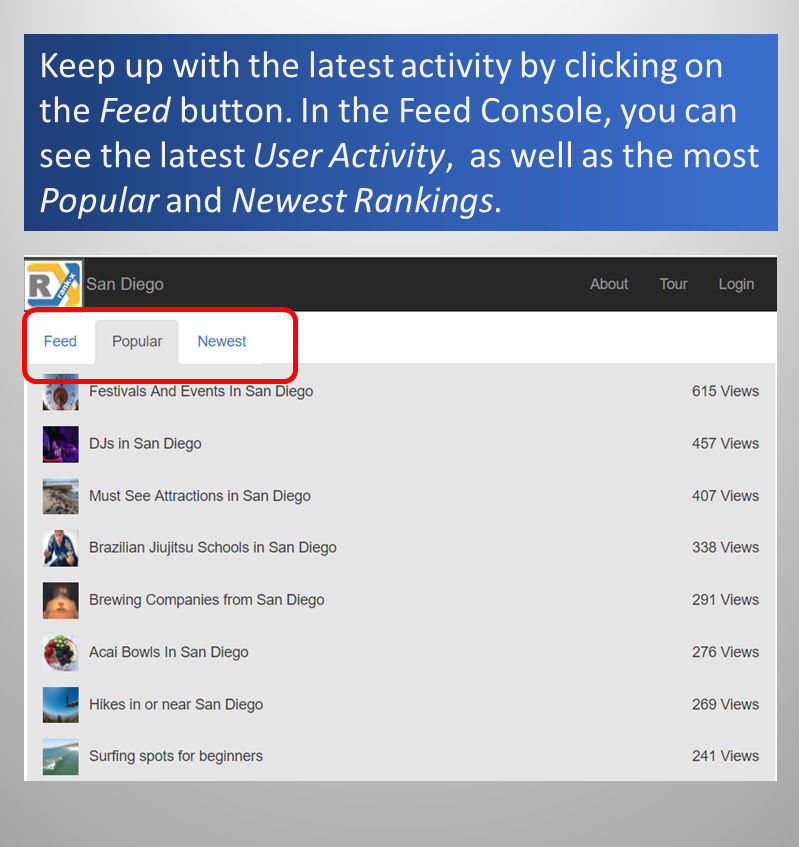 Keep up with the latest activity by clicking on
the Feed button. In the Feed Console, you can
see the latest User Activity, as well as the most
Popular and Newest Rankings.
R rankx San Diego About Tour Login
Feed Popular Newest
Festivals And Events In San Diego 615 Views
DJs in San Diego 457 Views
Must See Attractions in San Diego 407 Views
Brazilian Jiujitsu Schools in San Diego 338 Views
Brewing Companies from San Diego 291 Views
Acai Bowls In San Diego 276 Views
Hikes in or near San Diego 269 Views
Surfing spots for beginners 241 Views